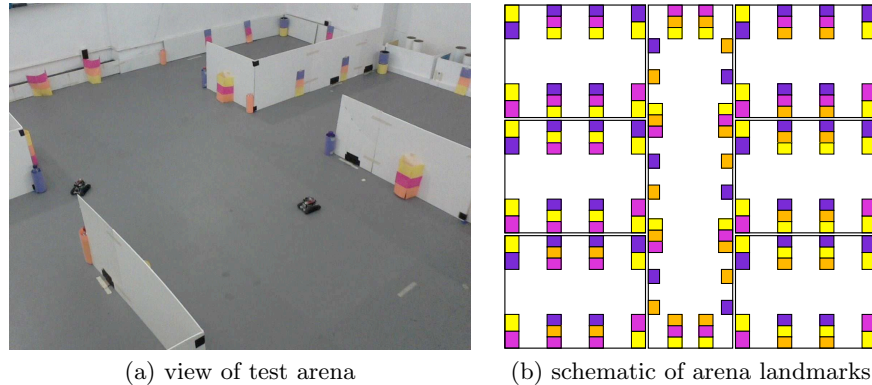 (a) view of test arena
(b) schematic of arena landmarks